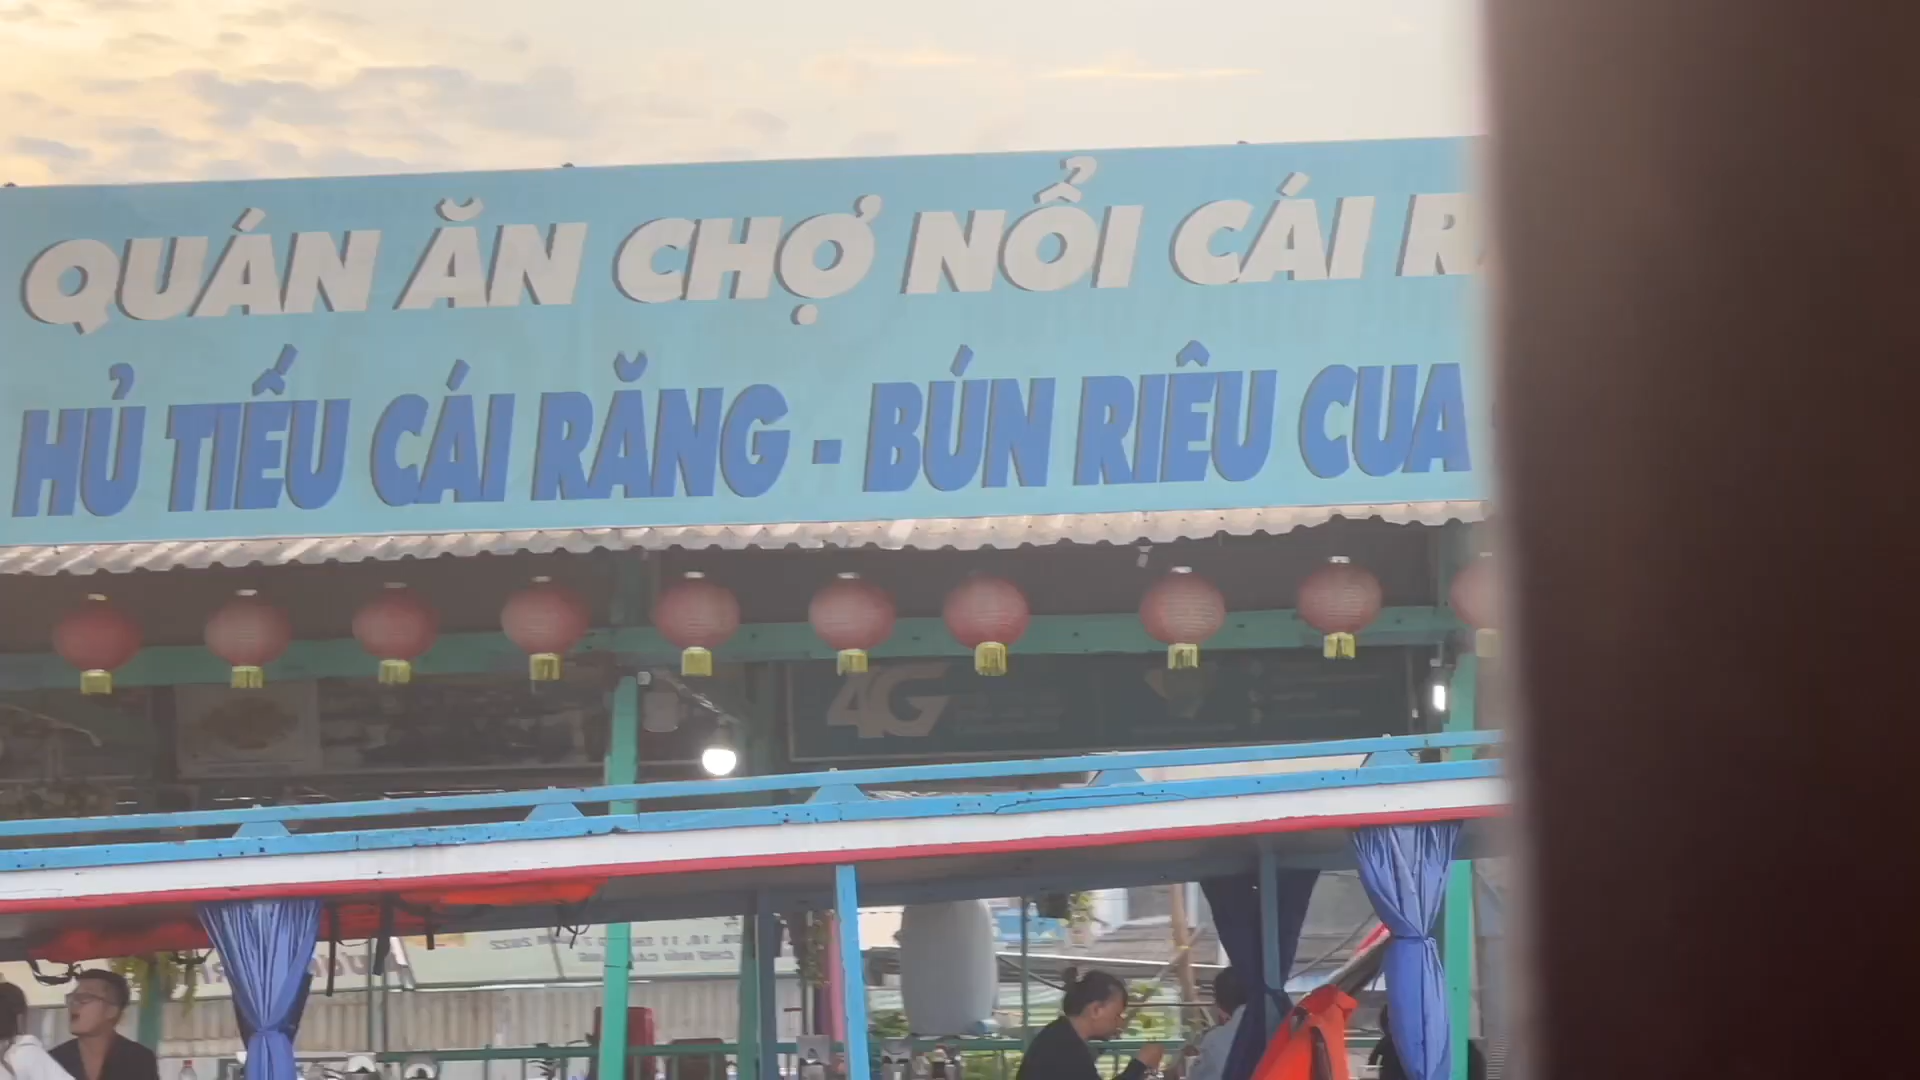 QUÁN ĂN CHỢ NỔI CÁI R
HỦ TIẾU CÁI RĂNG - BÚN RIÊU CUA
4G